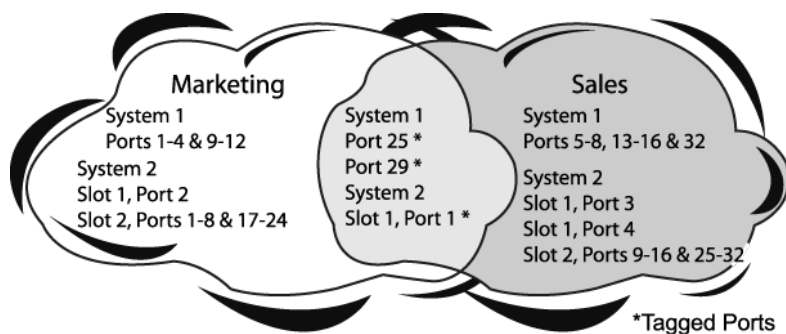 Marketing
System 1
Ports 1-4 & 9-12
System 2
Slot 1, Port 2
Slot 2, Ports 1-8 & 17-24
System 1
Port 25 *
Port 29 *
System 2
Slot 1, Port 1 *
Sales
System 1
Ports 5-8, 13-16 & 32
System 2
Slot 1, Port 3
Slot 1, Port 4
Slot 2, Ports 9-16 & 25-32
*Tagged Ports